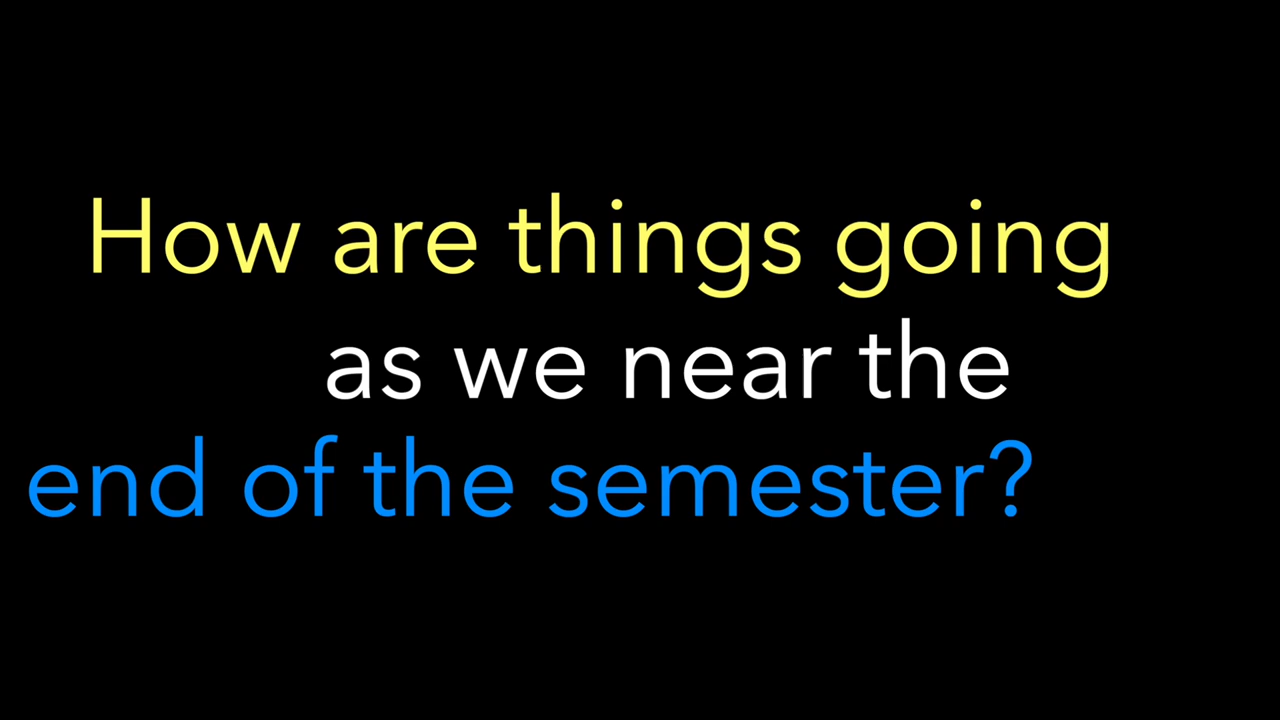 How are things going
as we near the
end of the semester?